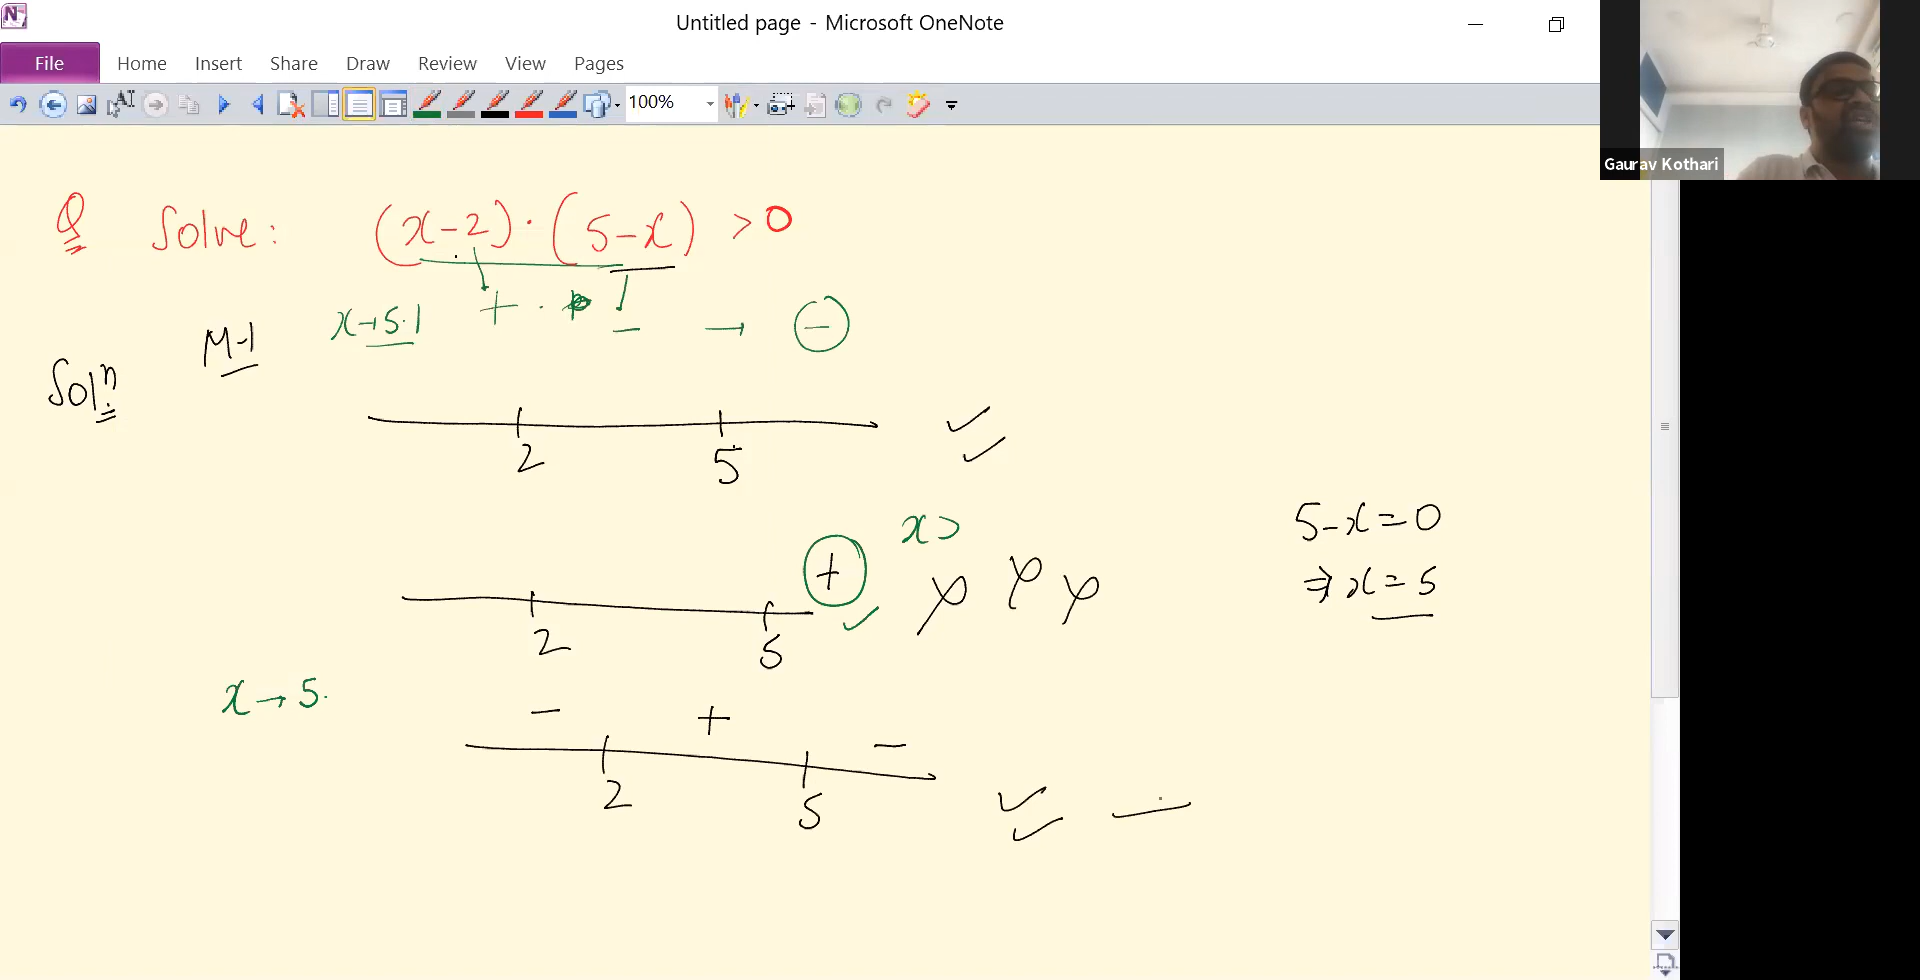 Untitled page - Microsoft OneNote
File Home Insert Share Draw Review View Pages
100%
Gaurav Kothari
Q Solve: (x-2)·(5-x) > 0
x→5.1 + · - → -
M-1
Solⁿ
2 5
x>
+
2 5
5-x=0
⇒ x=5
x→5.
- + -
2 5